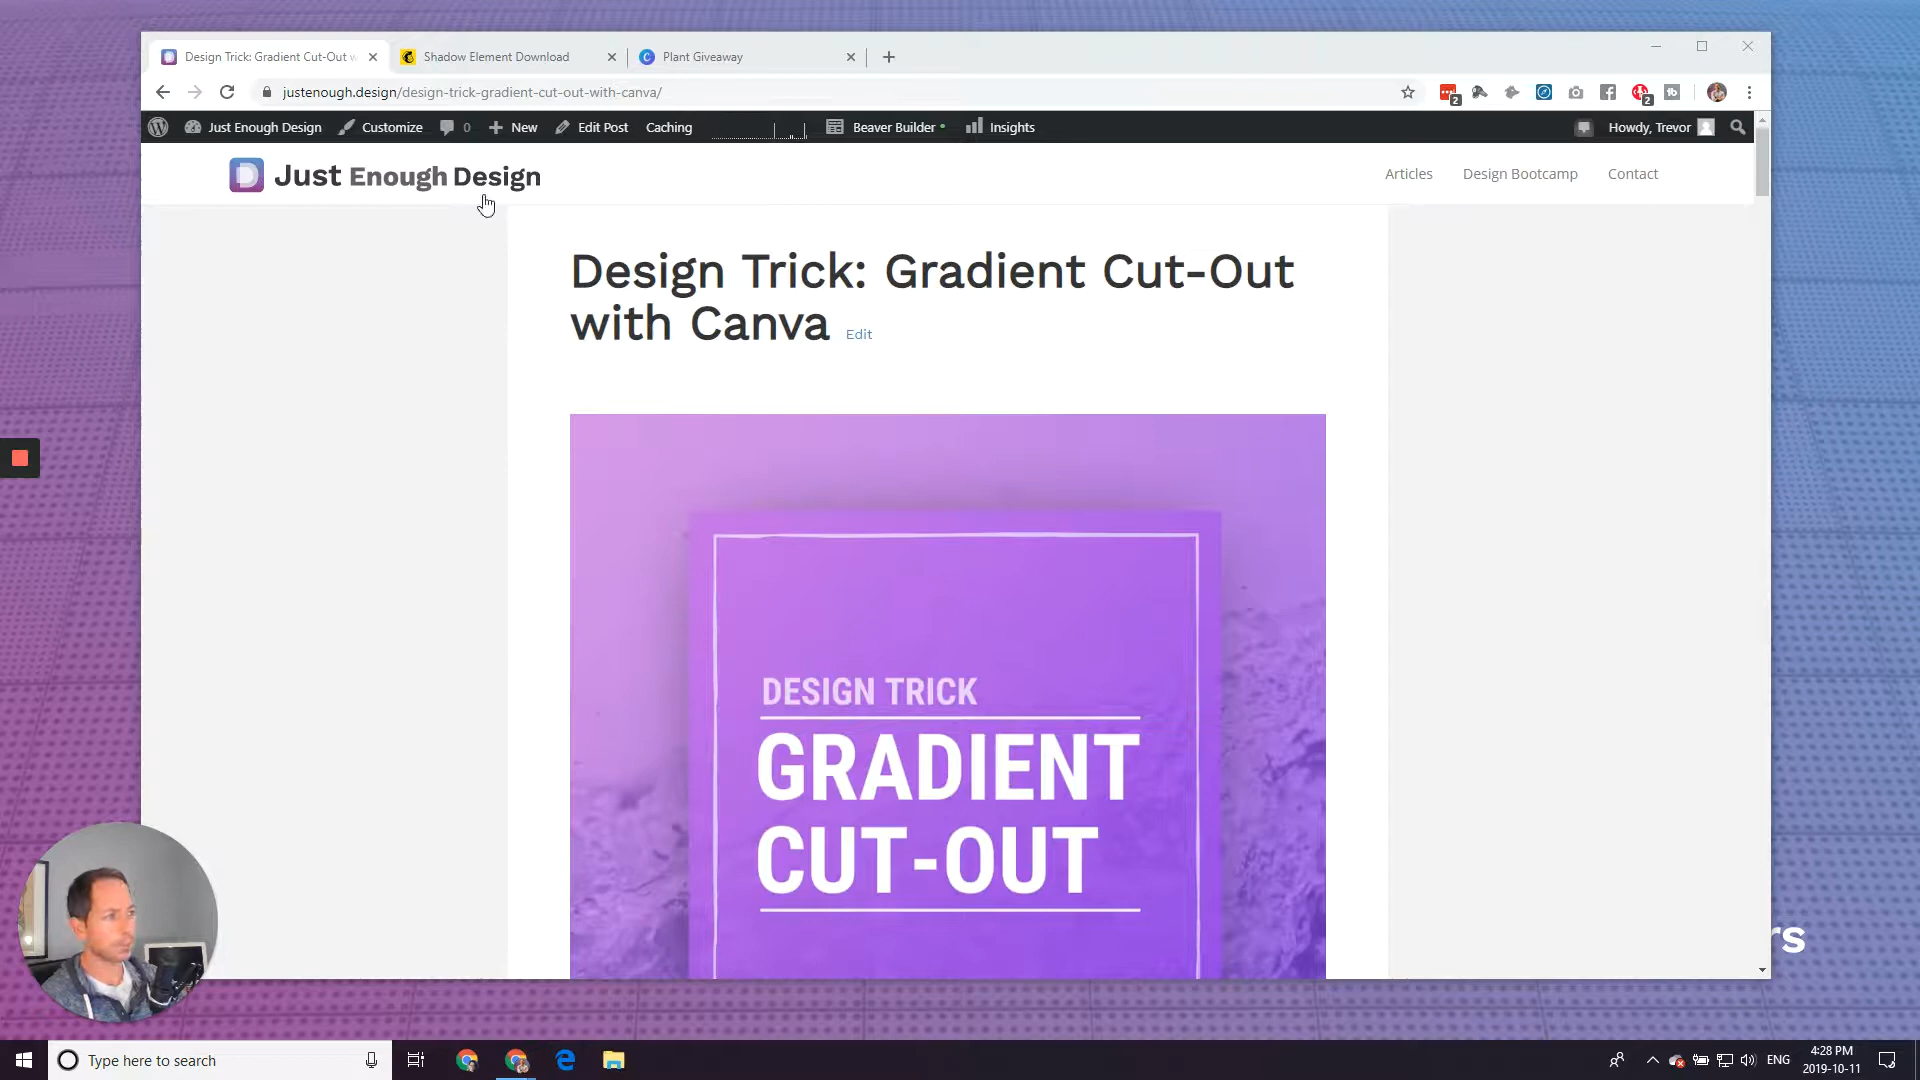 Design Trick: Gradient Cut-Out w
Shadow Element Download
Plant Giveaway
justenough.design/design-trick-gradient-cut-out-with-canva/
2
2
Just Enough Design
Customize
0
New
Edit Post
Caching
Beaver Builder
Insights
Howdy, Trevor
Just Enough Design
Articles
Design Bootcamp
Contact
Design Trick: Gradient Cut-Out
with Canva
Edit
DESIGN TRICK
GRADIENT
CUT-OUT
rs
Type here to search
ENG
4:28 PM
2019-10-11